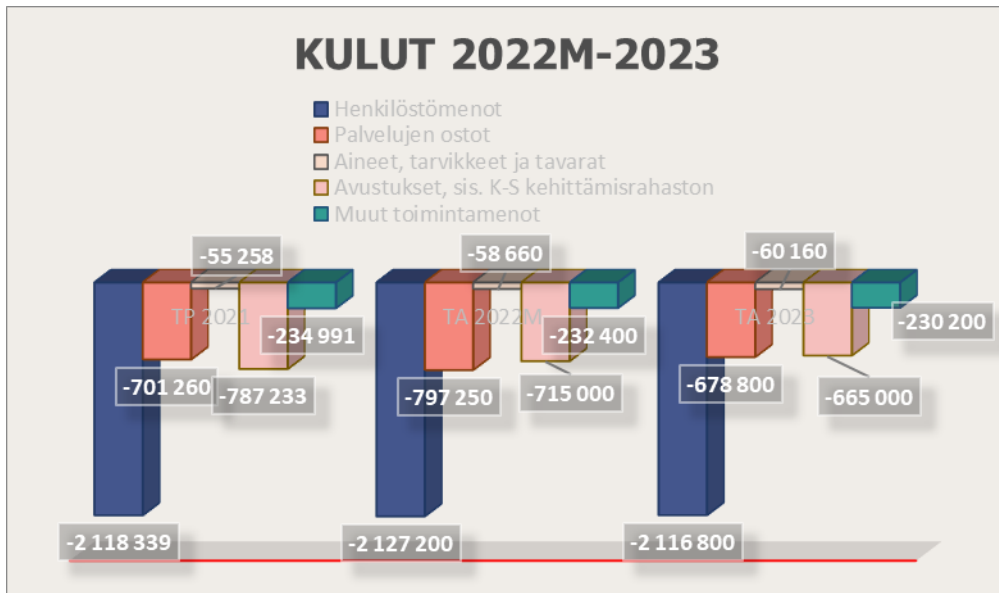 KULUT 2022M-2023
Henkilöstömenot
Palvelujen ostot
Aineet, tarvikkeet ja tavarat
Avustukset, sis. K-S kehittämisrahaston
Muut toimintamenot
-55 258
-58 660
-60 160
TP 2021
TA 2022M
TA 2023
-234 991
-232 400
-230 200
-701 260
-787 233
-797 250
-715 000
-678 800
-665 000
-2 118 339
-2 127 200
-2 116 800